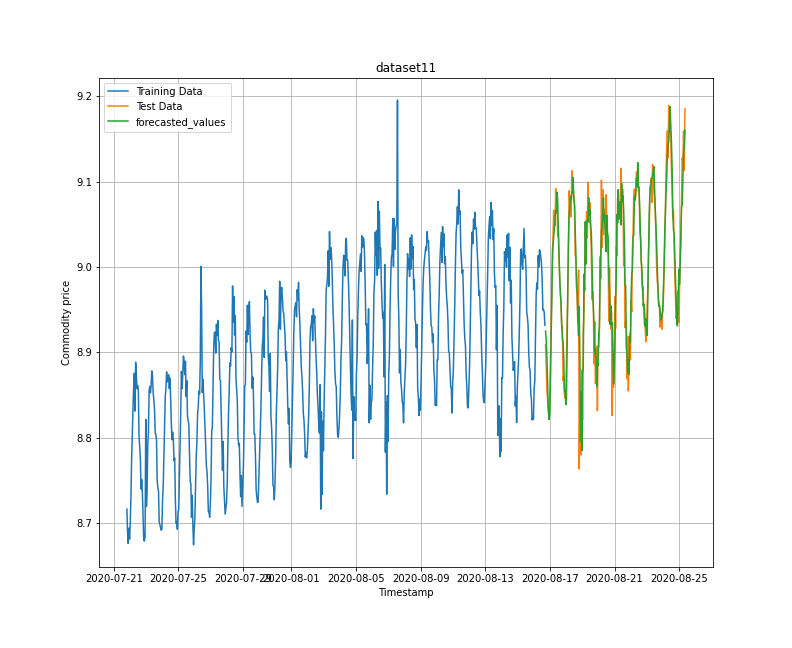 dataset11
Training Data
Test Data
forecasted_values
9.2
9.1
9.0
8.9
8.8
8.7
Commodity price
2020-07-21 2020-07-25 2020-07-29 2020-08-01 2020-08-05 2020-08-09 2020-08-13 2020-08-17 2020-08-21 2020-08-25
Timestamp